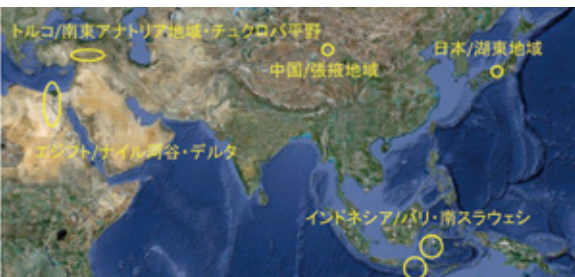 トルコ/南東アナトリア地域・チュクロバ平野
日本/湖東地域
中国/張掖地域
エジプト/ナイル河谷・デルタ
インドネシア/バリ・南スラウェシ